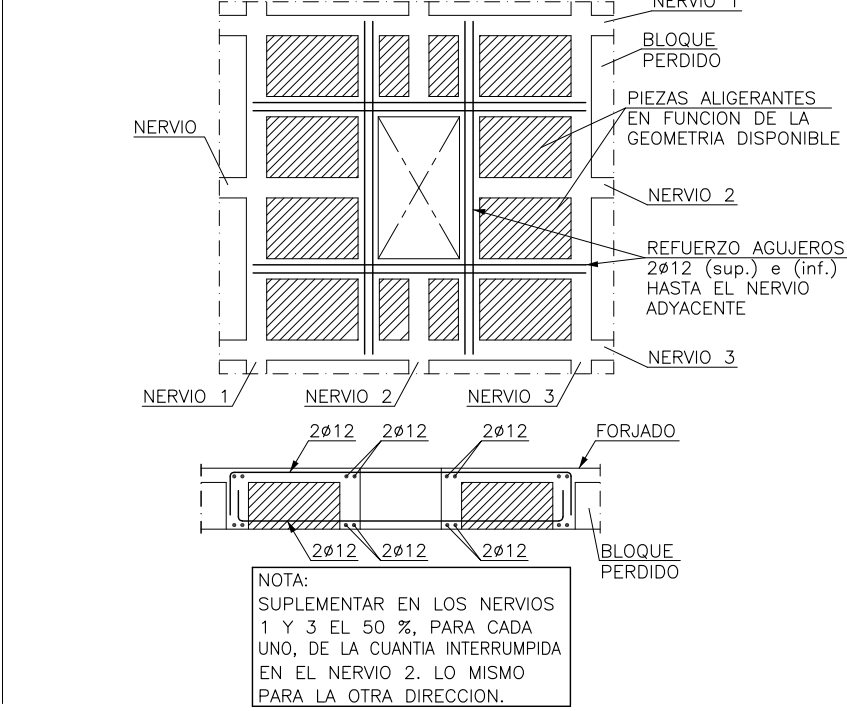 NERVIO 1
BLOQUE
PERDIDO
PIEZAS ALIGERANTES
EN FUNCION DE LA
GEOMETRIA DISPONIBLE
NERVIO
NERVIO 2
REFUERZO AGUJEROS
2ø12 (sup.) e (inf.)
HASTA EL NERVIO
ADYACENTE
NERVIO 3
NERVIO 1
NERVIO 2
NERVIO 3
2ø12
2ø12
2ø12
FORJADO
2ø12
2ø12
2ø12
BLOQUE
PERDIDO
NOTA:
SUPLEMENTAR EN LOS NERVIOS
1 Y 3 EL 50 %, PARA CADA
UNO, DE LA CUANTIA INTERRUMPIDA
EN EL NERVIO 2. LO MISMO
PARA LA OTRA DIRECCION.